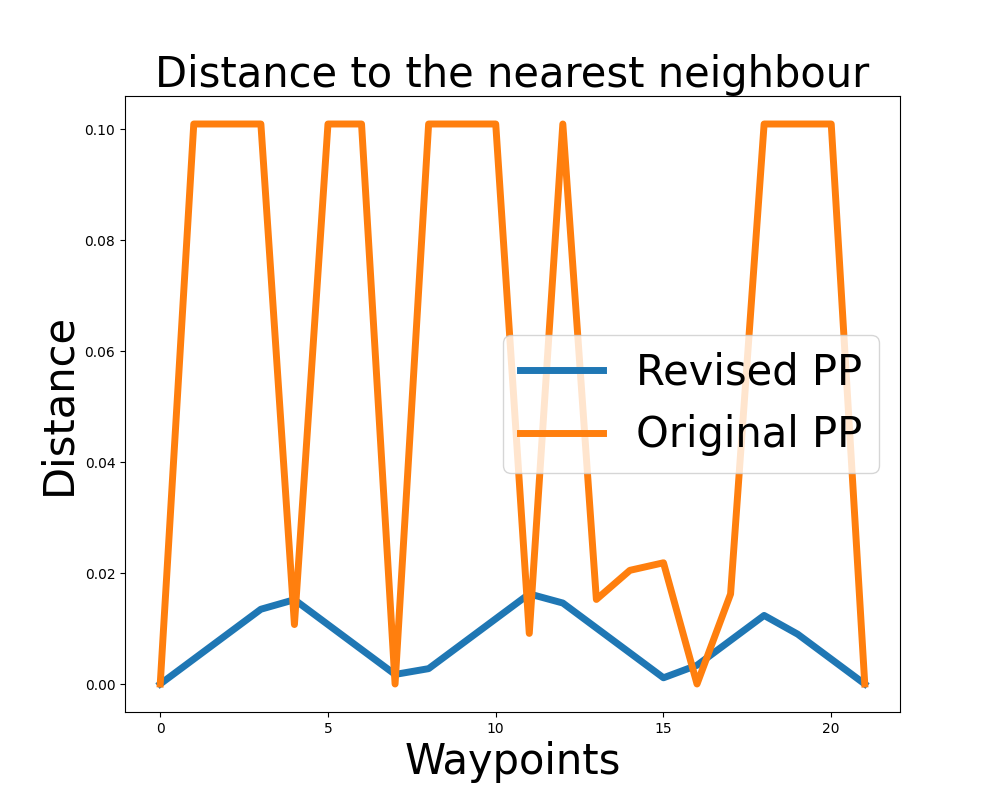 Distance to the nearest neighbour
0.10
0.08
0.06
0.04
0.02
0.00
Distance
Revised PP
Original PP
0
5
10
15
20
Waypoints